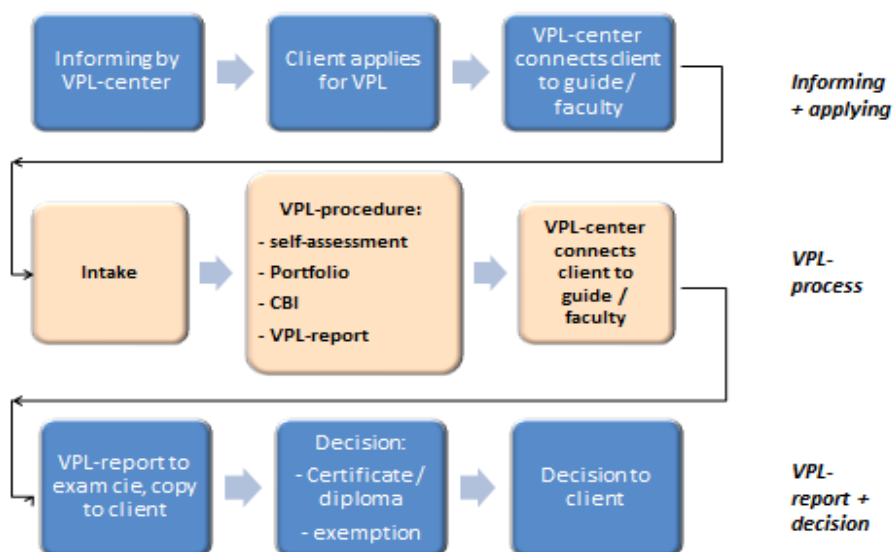 Informing by
VPL-center
Client applies
for VPL
VPL-center
connects client
to guide /
faculty
Informing
+ applying
Intake
VPL-procedure:
- self-assessment
- Portfolio
- CBI
- VPL-report
VPL-center
connects
client to
guide /
faculty
VPL-
process
VPL-report to
exam cie, copy
to client
Decision:
- Certificate /
diploma
- exemption
Decision to
client
VPL-
report +
decision